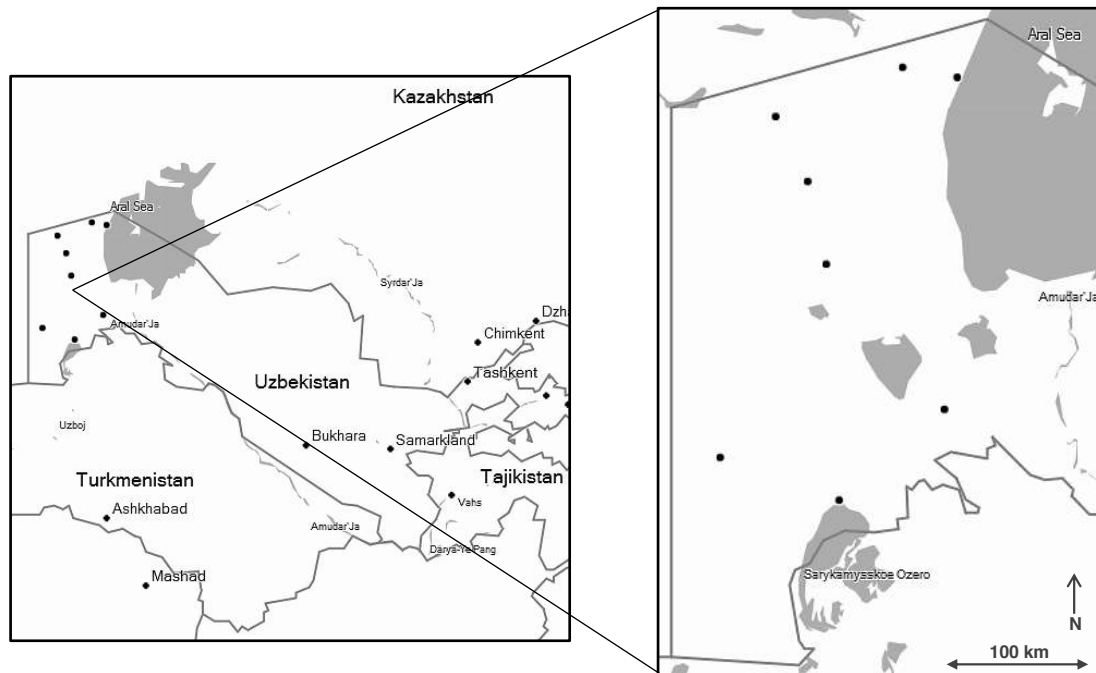 Kazakhstan
Aral Sea
Syrdar'Ja
Dzha
Amudar'Ja
Chimkent
Tashkent
Uzbekistan
Uzboj
Bukhara
Samarkland
Turkmenistan
Tajikistan
Vahs
Ashkhabad
Amudar'Ja
Darya-Ye Pang
Mashad
Aral Sea
Amudar'Ja
Sarykamysskoe Ozero
N
100 km